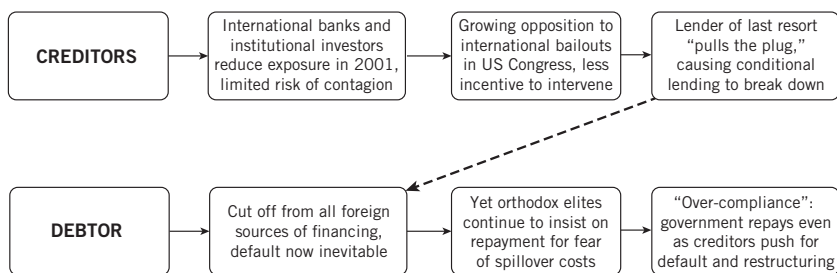 CREDITORS
International banks and
institutional investors
reduce exposure in 2001,
limited risk of contagion
Growing opposition to
international bailouts
in US Congress, less
incentive to intervene
Lender of last resort
“pulls the plug,”
causing conditional
lending to break down
DEBTOR
Cut off from all foreign
sources of financing,
default now inevitable
Yet orthodox elites
continue to insist on
repayment for fear
of spillover costs
“Over-compliance”:
government repays even
as creditors push for
default and restructuring